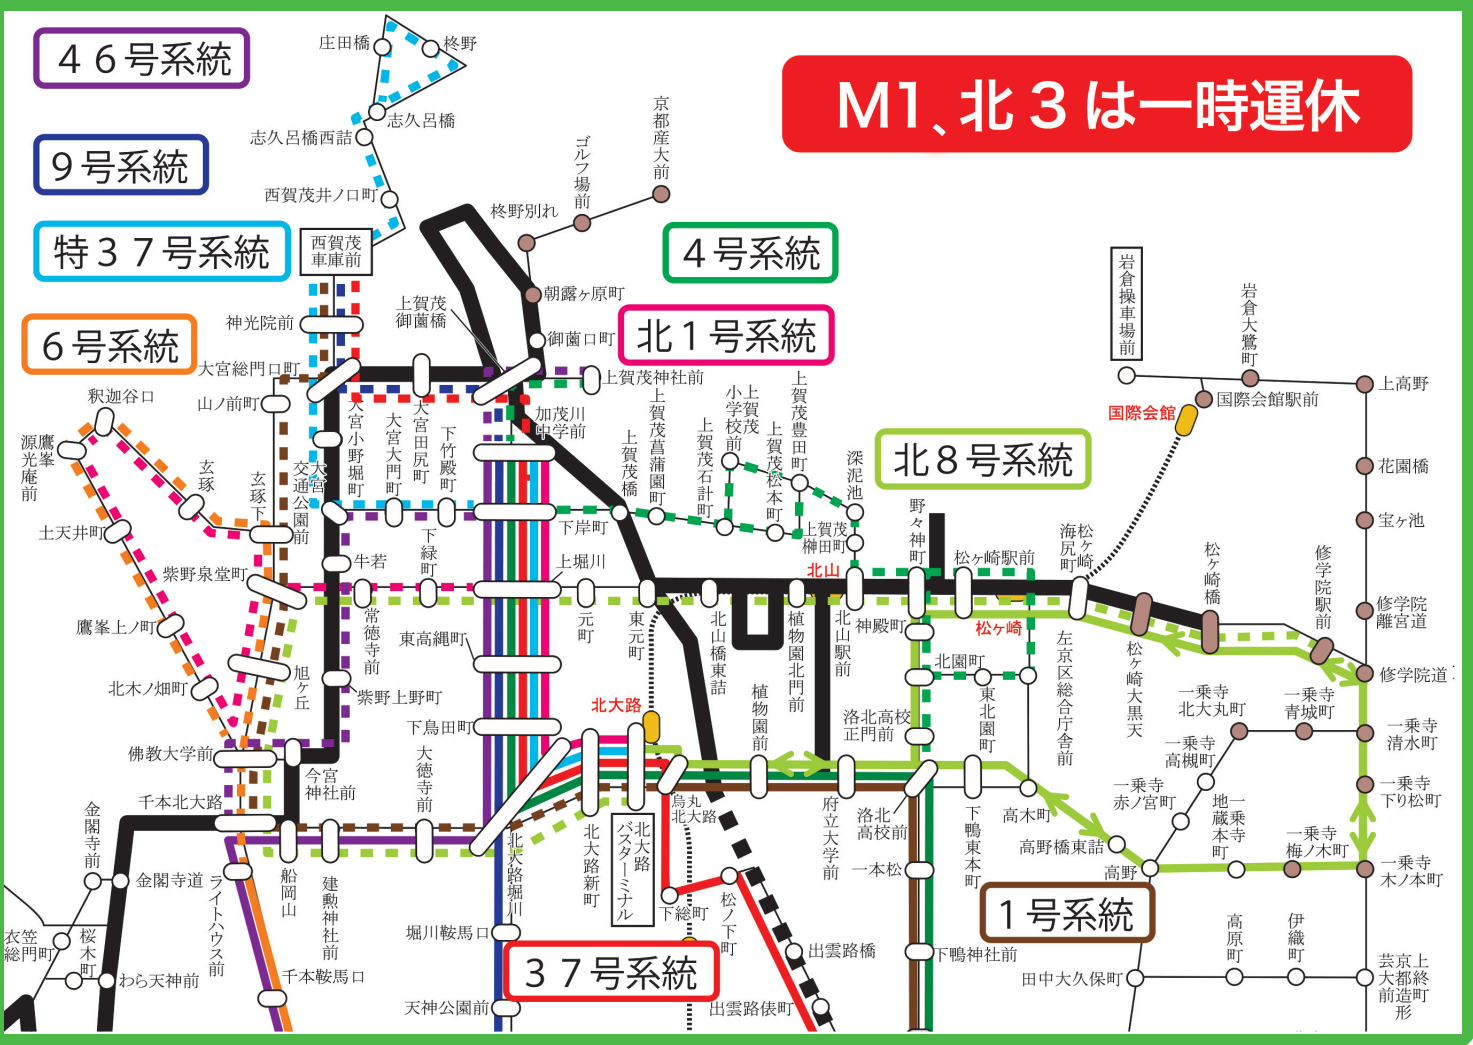 46号系統
9号系統
特37号系統
6号系統
M1、北3は一時運休
4号系統
北1号系統
北8号系統
1号系統
37号系統
庄田橋
柊野
志久呂橋
志久呂橋西詰
西賀茂井ノ口町
西賀茂
車庫前
神光院前
大宮総門口町
山ノ前町
釈迦谷口
鷹峯
源光庵前
玄琢
玄琢下
土天井町
紫野泉堂町
鷹峯上ノ町
北木ノ畑町
旭ケ丘
佛教大学前
千本北大路
金閣寺前
金閣寺道
衣笠
総門町
桜木町
わら天神前
ライトハウス前
千本鞍馬口
船岡山
建勲神社前
今宮
神社前
大徳寺前
大宮
交通公園前
大宮小野堀町
大宮大門町
大宮田尻町
下竹殿町
牛若
下緑町
常徳寺前
紫野上野町
東高縄町
下鳥田町
上賀茂
御薗橋
柊野別れ
ゴルフ場前
京都産大前
朝露ヶ原町
御薗口町
上賀茂神社前
加茂川
中学前
下岸町
上堀川
元町
東元町
上賀茂橋
上賀茂菖蒲園町
上賀茂石計町
上賀茂
小学校前
上賀茂松本町
上賀茂豊田町
深泥池
上賀茂
榊田町
北山
北山橋東詰
植物園北門前
北山駅前
植物園前
北大路
北大路新町
北大路
バスターミナル
烏丸
北大路
北大路堀川
堀川鞍馬口
天神公園前
下総町
松ノ下町
出雲路橋
出雲路俵町
府立大学前
洛北高校
正門前
洛北
高校前
一本松
下鴨神社前
下鴨東本町
野々神町
松ヶ崎駅前
松ヶ崎
神殿町
北園町
東北園町
高木町
高野橋東詰
高野
松ヶ崎
海尻町
左京区総合庁舎前
松ヶ崎大黒天
松ヶ崎橋
修学院駅前
修学院
離宮道
修学院道
岩倉操車場前
岩倉大鷺町
国際会館
国際会館駅前
上高野
花園橋
宝ヶ池
一乗寺
清水町
一乗寺
青城町
一乗寺
北大丸町
一乗寺
高槻町
一乗寺
赤ノ宮町
一乗寺
地蔵本町
一乗寺
梅ノ木町
一乗寺
下り松町
一乗寺
木ノ本町
田中大久保町
高原町
伊織町
上終町
京都造形
芸大前